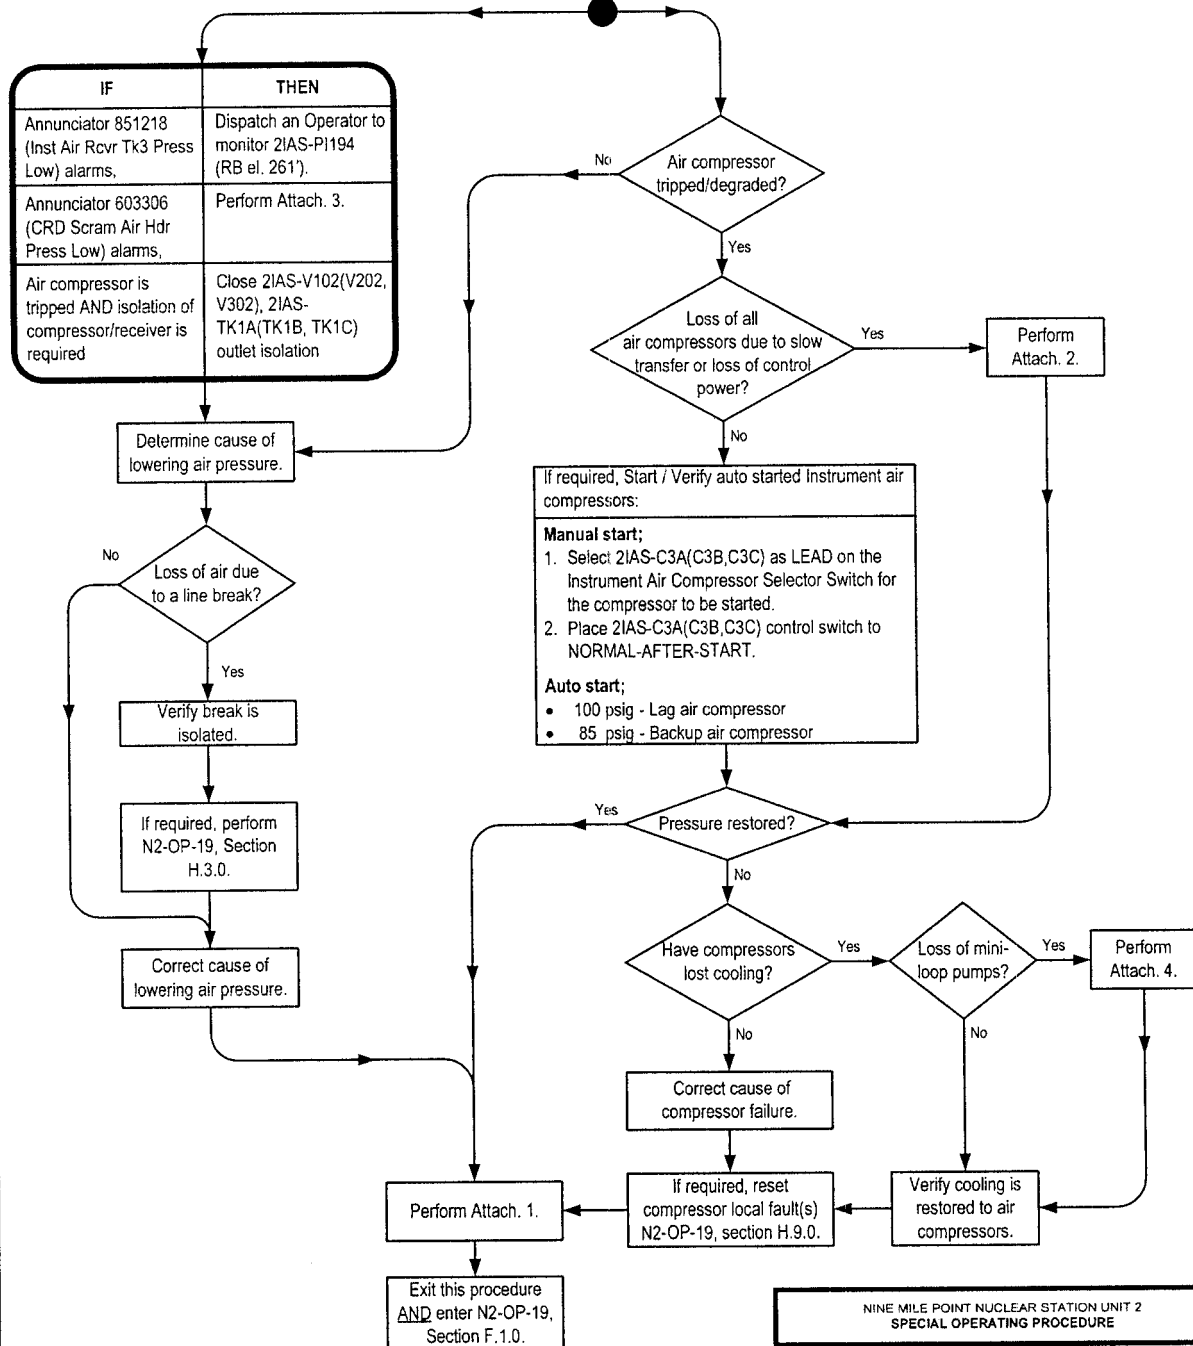 IF
THEN
Annunciator 851218
(Inst Air Rcvr Tk3 Press
Low) alarms,
Dispatch an Operator to
monitor 2IAS-PI194
(RB el. 261').
Annunciator 603306
(CRD Scram Air Hdr
Press Low) alarms,
Perform Attach. 3.
Air compressor is
tripped AND isolation of
compressor/receiver is
required
Close 2IAS-V102(V202,
V302), 2IAS-
TK1A(TK1B, TK1C)
outlet isolation
Air compressor
tripped/degraded?
No
Yes
Loss of all
air compressors due to slow
transfer or loss of control
power?
Yes
No
Perform
Attach. 2.
Determine cause of
lowering air pressure.
Loss of air due
to a line break?
No
Yes
Verify break is
isolated.
If required, perform
N2-OP-19, Section
H.3.0.
Correct cause of
lowering air pressure.
If required, Start / Verify auto started Instrument air
compressors:
Manual start;
1. Select 2IAS-C3A(C3B,C3C) as LEAD on the
Instrument Air Compressor Selector Switch for
the compressor to be started.
2. Place 2IAS-C3A(C3B,C3C) control switch to
NORMAL-AFTER-START.
Auto start;
• 100 psig - Lag air compressor
• 85 psig - Backup air compressor
Pressure restored?
Yes
No
Have compressors
lost cooling?
Yes
No
Loss of mini-
loop pumps?
Yes
No
Perform
Attach. 4.
Correct cause of
compressor failure.
Perform Attach. 1.
If required, reset
compressor local fault(s)
N2-OP-19, section H.9.0.
Verify cooling is
restored to air
compressors.
Exit this procedure
AND enter N2-OP-19,
Section F.1.0.
NINE MILE POINT NUCLEAR STATION UNIT 2
SPECIAL OPERATING PROCEDURE